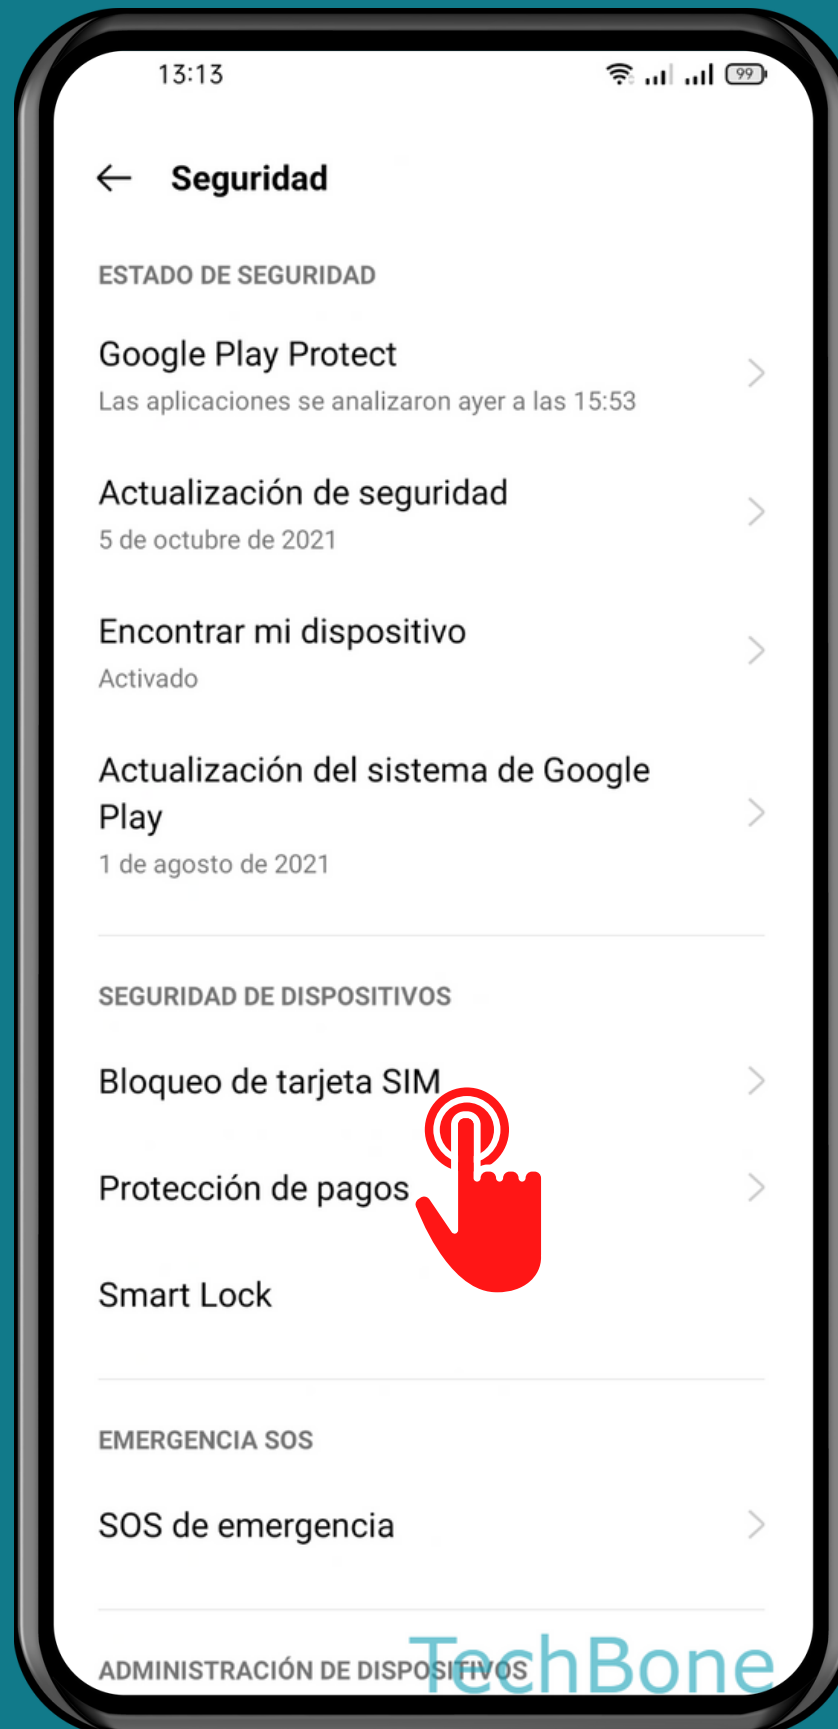 13:13
99
Seguridad
ESTADO DE SEGURIDAD
Google Play Protect
Las aplicaciones se analizaron ayer a las 15:53
Actualización de seguridad
5 de octubre de 2021
Encontrar mi dispositivo
Activado
Actualización del sistema de Google
Play
1 de agosto de 2021
SEGURIDAD DE DISPOSITIVOS
Bloqueo de tarjeta SIM
Protección de pagos
Smart Lock
EMERGENCIA SOS
SOS de emergencia
ADMINISTRACIÓN DE DISPOSITIVOS
TechBone